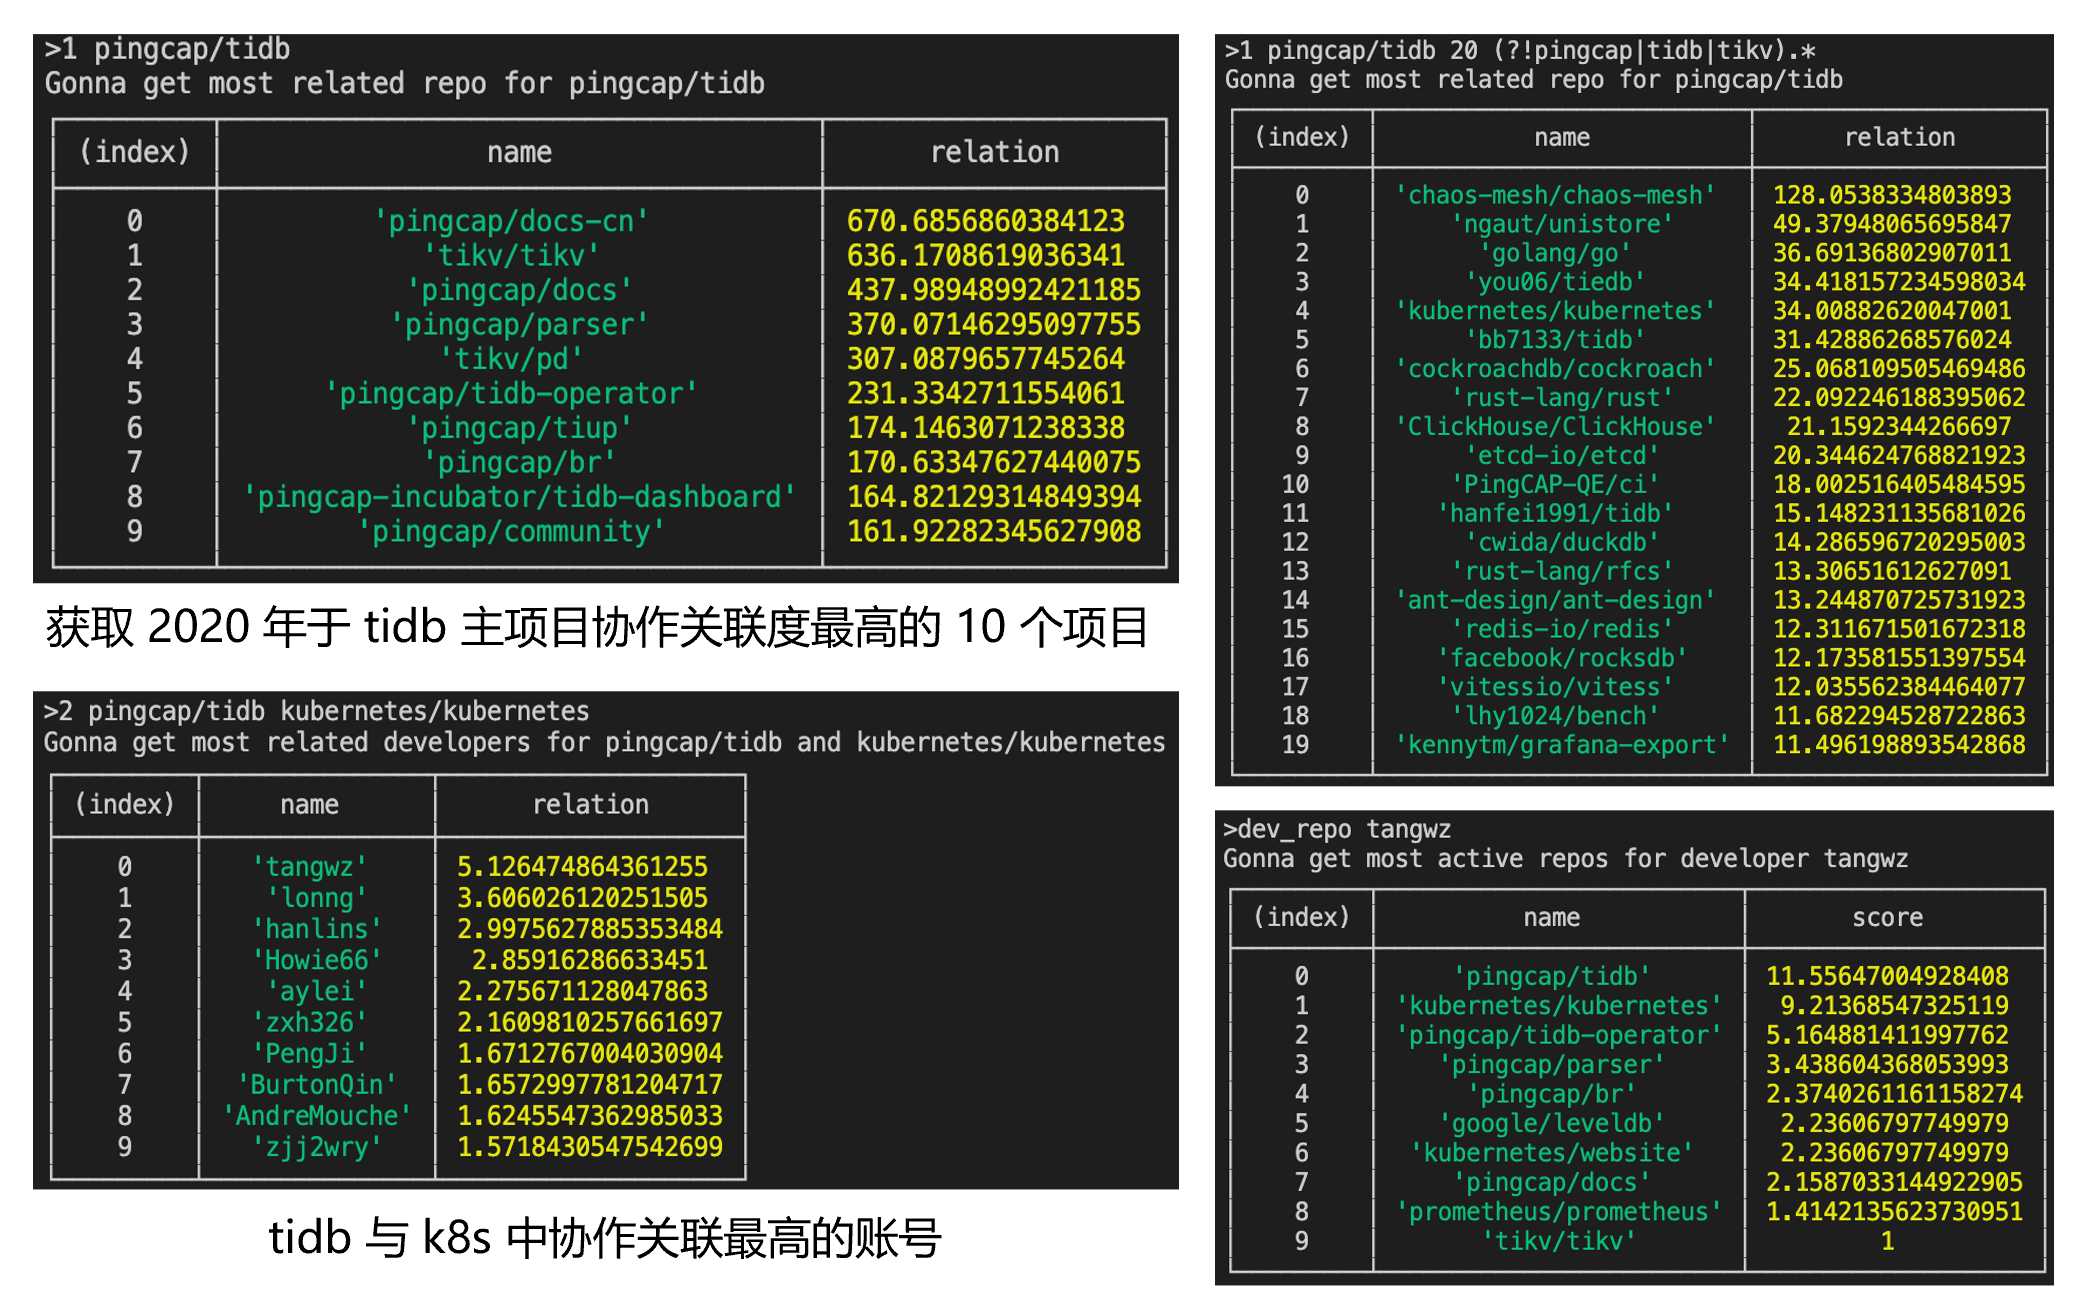 >1 pingcap/tidb
Gonna get most related repo for pingcap/tidb
(index) name relation
0 'pingcap/docs-cn' 670.6856860384123
1 'tikv/tikv' 636.1708619036341
2 'pingcap/docs' 437.98948992421185
3 'pingcap/parser' 370.07146295097755
4 'tikv/pd' 307.0879657745264
5 'pingcap/tidb-operator' 231.3342711554061
6 'pingcap/tiup' 174.1463071238338
7 'pingcap/br' 170.63347627440075
8 'pingcap-incubator/tidb-dashboard' 164.82129314849394
9 'pingcap/community' 161.92282345627908
获取 2020 年于 tidb 主项目协作关联度最高的 10 个项目
>2 pingcap/tidb kubernetes/kubernetes
Gonna get most related developers for pingcap/tidb and kubernetes/kubernetes
(index) name relation
0 'tangwz' 5.126474864361255
1 'lonng' 3.606026120251505
2 'hanlins' 2.9975627885353484
3 'Howie66' 2.85916286633451
4 'aylei' 2.275671128047863
5 'zxh326' 2.1609810257661697
6 'PengJi' 1.6712767004030904
7 'BurtonQin' 1.6572997781204717
8 'AndreMouche' 1.6245547362985033
9 'zjj2wry' 1.5718430547542699
tidb 与 k8s 中协作关联最高的账号
>1 pingcap/tidb 20 (?!pingcap|tidb|tikv).*
Gonna get most related repo for pingcap/tidb
(index) name relation
0 'chaos-mesh/chaos-mesh' 128.0538334803893
1 'ngaut/unistore' 49.37948065695847
2 'golang/go' 36.69136802907011
3 'you06/tiedb' 34.418157234598034
4 'kubernetes/kubernetes' 34.00882620047001
5 'bb7133/tidb' 31.42886268576024
6 'cockroachdb/cockroach' 25.068109505469486
7 'rust-lang/rust' 22.092246188395062
8 'ClickHouse/ClickHouse' 21.1592344266697
9 'etcd-io/etcd' 20.344624768821923
10 'PingCAP-QE/ci' 18.002516405484595
11 'hanfei1991/tidb' 15.148231135681026
12 'cwida/duckdb' 14.286596720295003
13 'rust-lang/rfcs' 13.30651612627091
14 'ant-design/ant-design' 13.244870725731923
15 'redis-io/redis' 12.311671501672318
16 'facebook/rocksdb' 12.173581551397554
17 'vitessio/vitess' 12.035562384464077
18 'lhy1024/bench' 11.682294528722863
19 'kennytm/grafana-export' 11.496198893542868
>dev_repo tangwz
Gonna get most active repos for developer tangwz
(index) name score
0 'pingcap/tidb' 11.55647004928408
1 'kubernetes/kubernetes' 9.21368547325119
2 'pingcap/tidb-operator' 5.164881411997762
3 'pingcap/parser' 3.438604368053993
4 'pingcap/br' 2.3740261161158274
5 'google/leveldb' 2.23606797749979
6 'kubernetes/website' 2.23606797749979
7 'pingcap/docs' 2.1587033144922905
8 'prometheus/prometheus' 1.4142135623730951
9 'tikv/tikv' 1